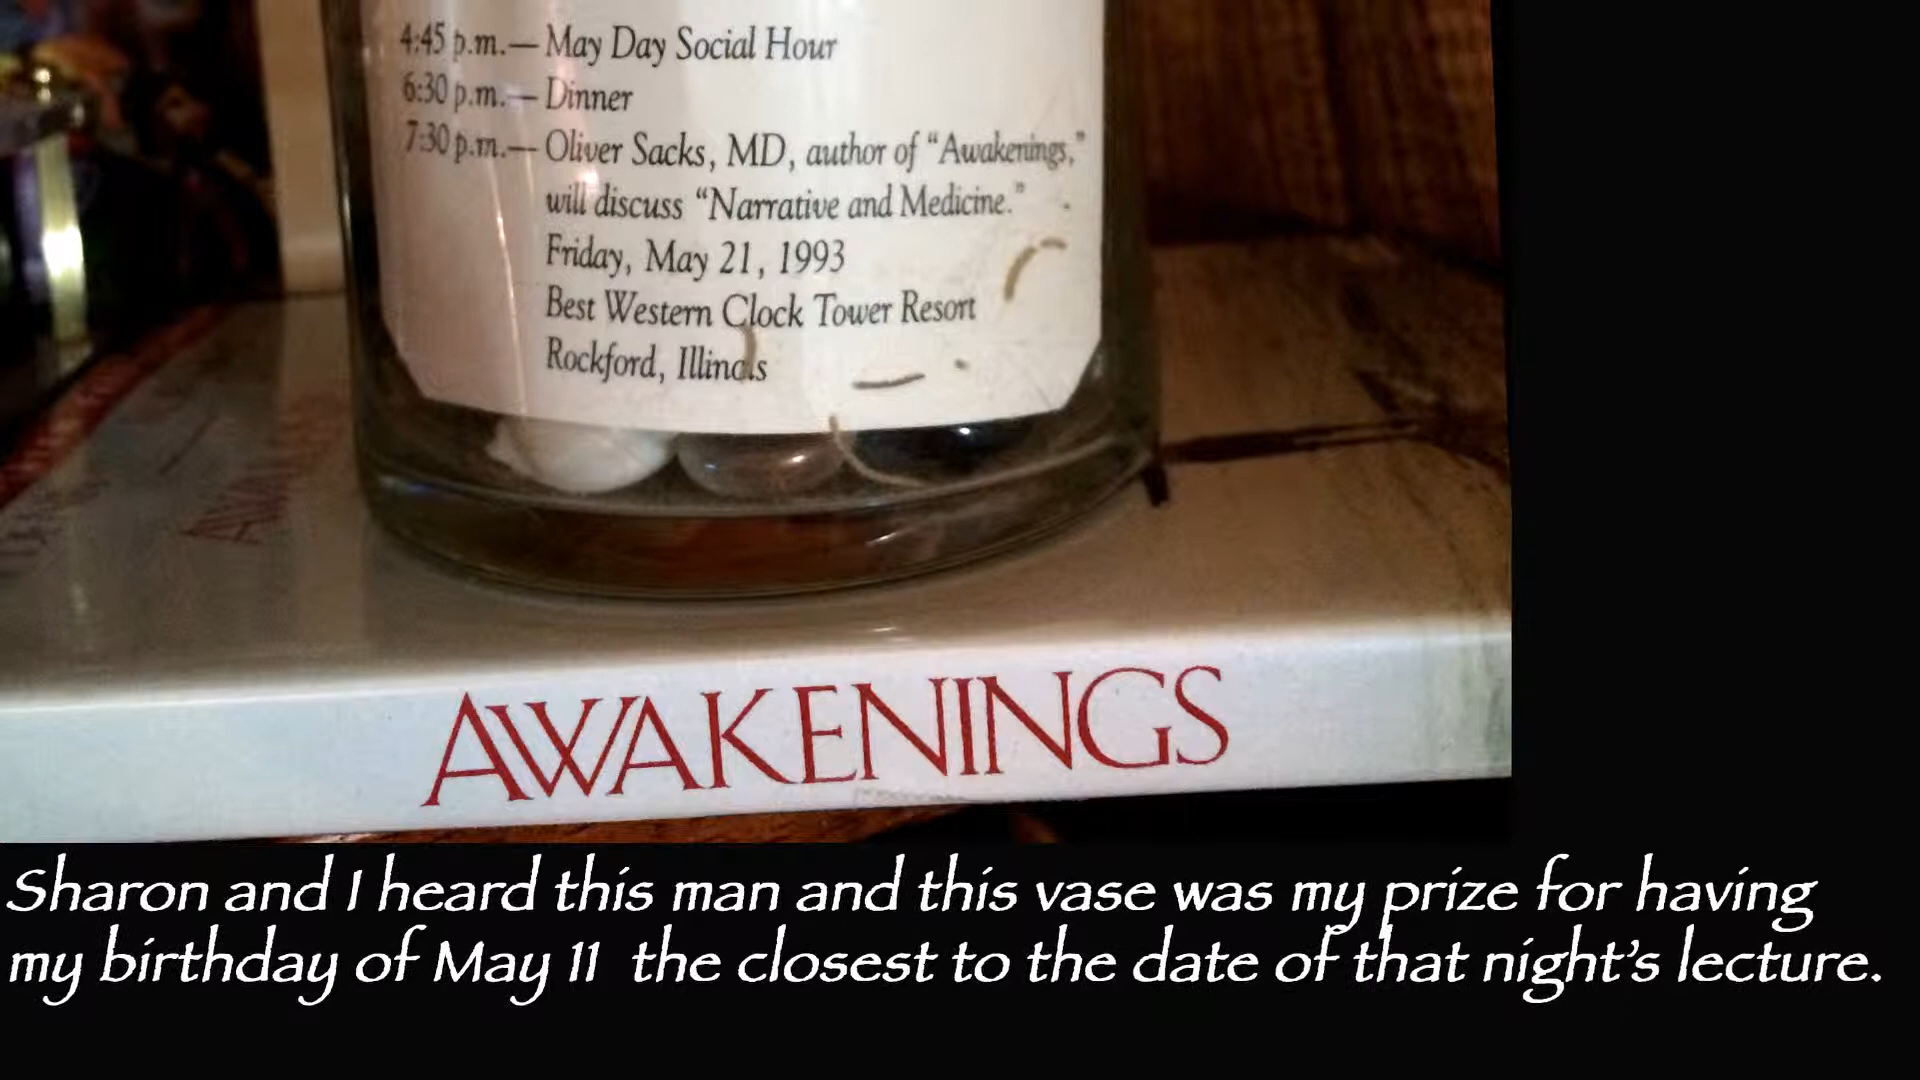 4:45 p.m.— May Day Social Hour
6:30 p.m.— Dinner
7:30 p.m.— Oliver Sacks, MD, author of “Awakenings,”
will discuss “Narrative and Medicine.”
Friday, May 21, 1993
Best Western Clock Tower Resort
Rockford, Illinois
AWAKENINGS
Sharon and I heard this man and this vase was my prize for having
my birthday of May 11 the closest to the date of that night’s lecture.